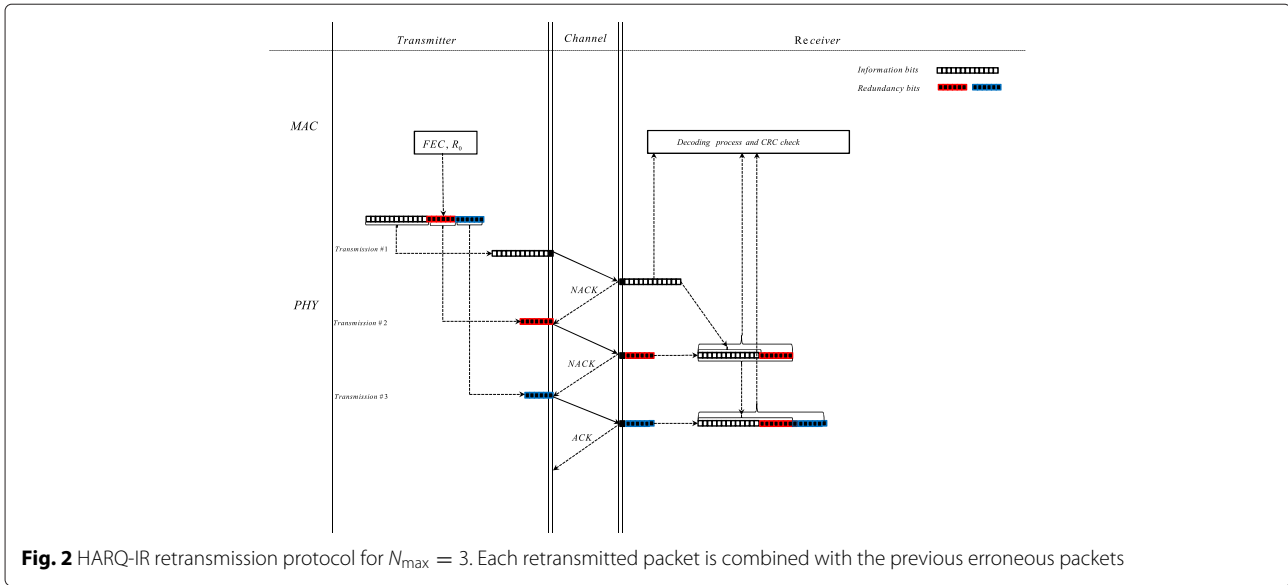 Transmitter
Channel
Receiver
Information bits
Redundancy bits
MAC
FEC, R₀
Decoding process and CRC check
Transmission #1
NACK
PHY
Transmission #2
NACK
Transmission #3
ACK
Fig. 2 HARQ-IR retransmission protocol for Nmax = 3. Each retransmitted packet is combined with the previous erroneous packets